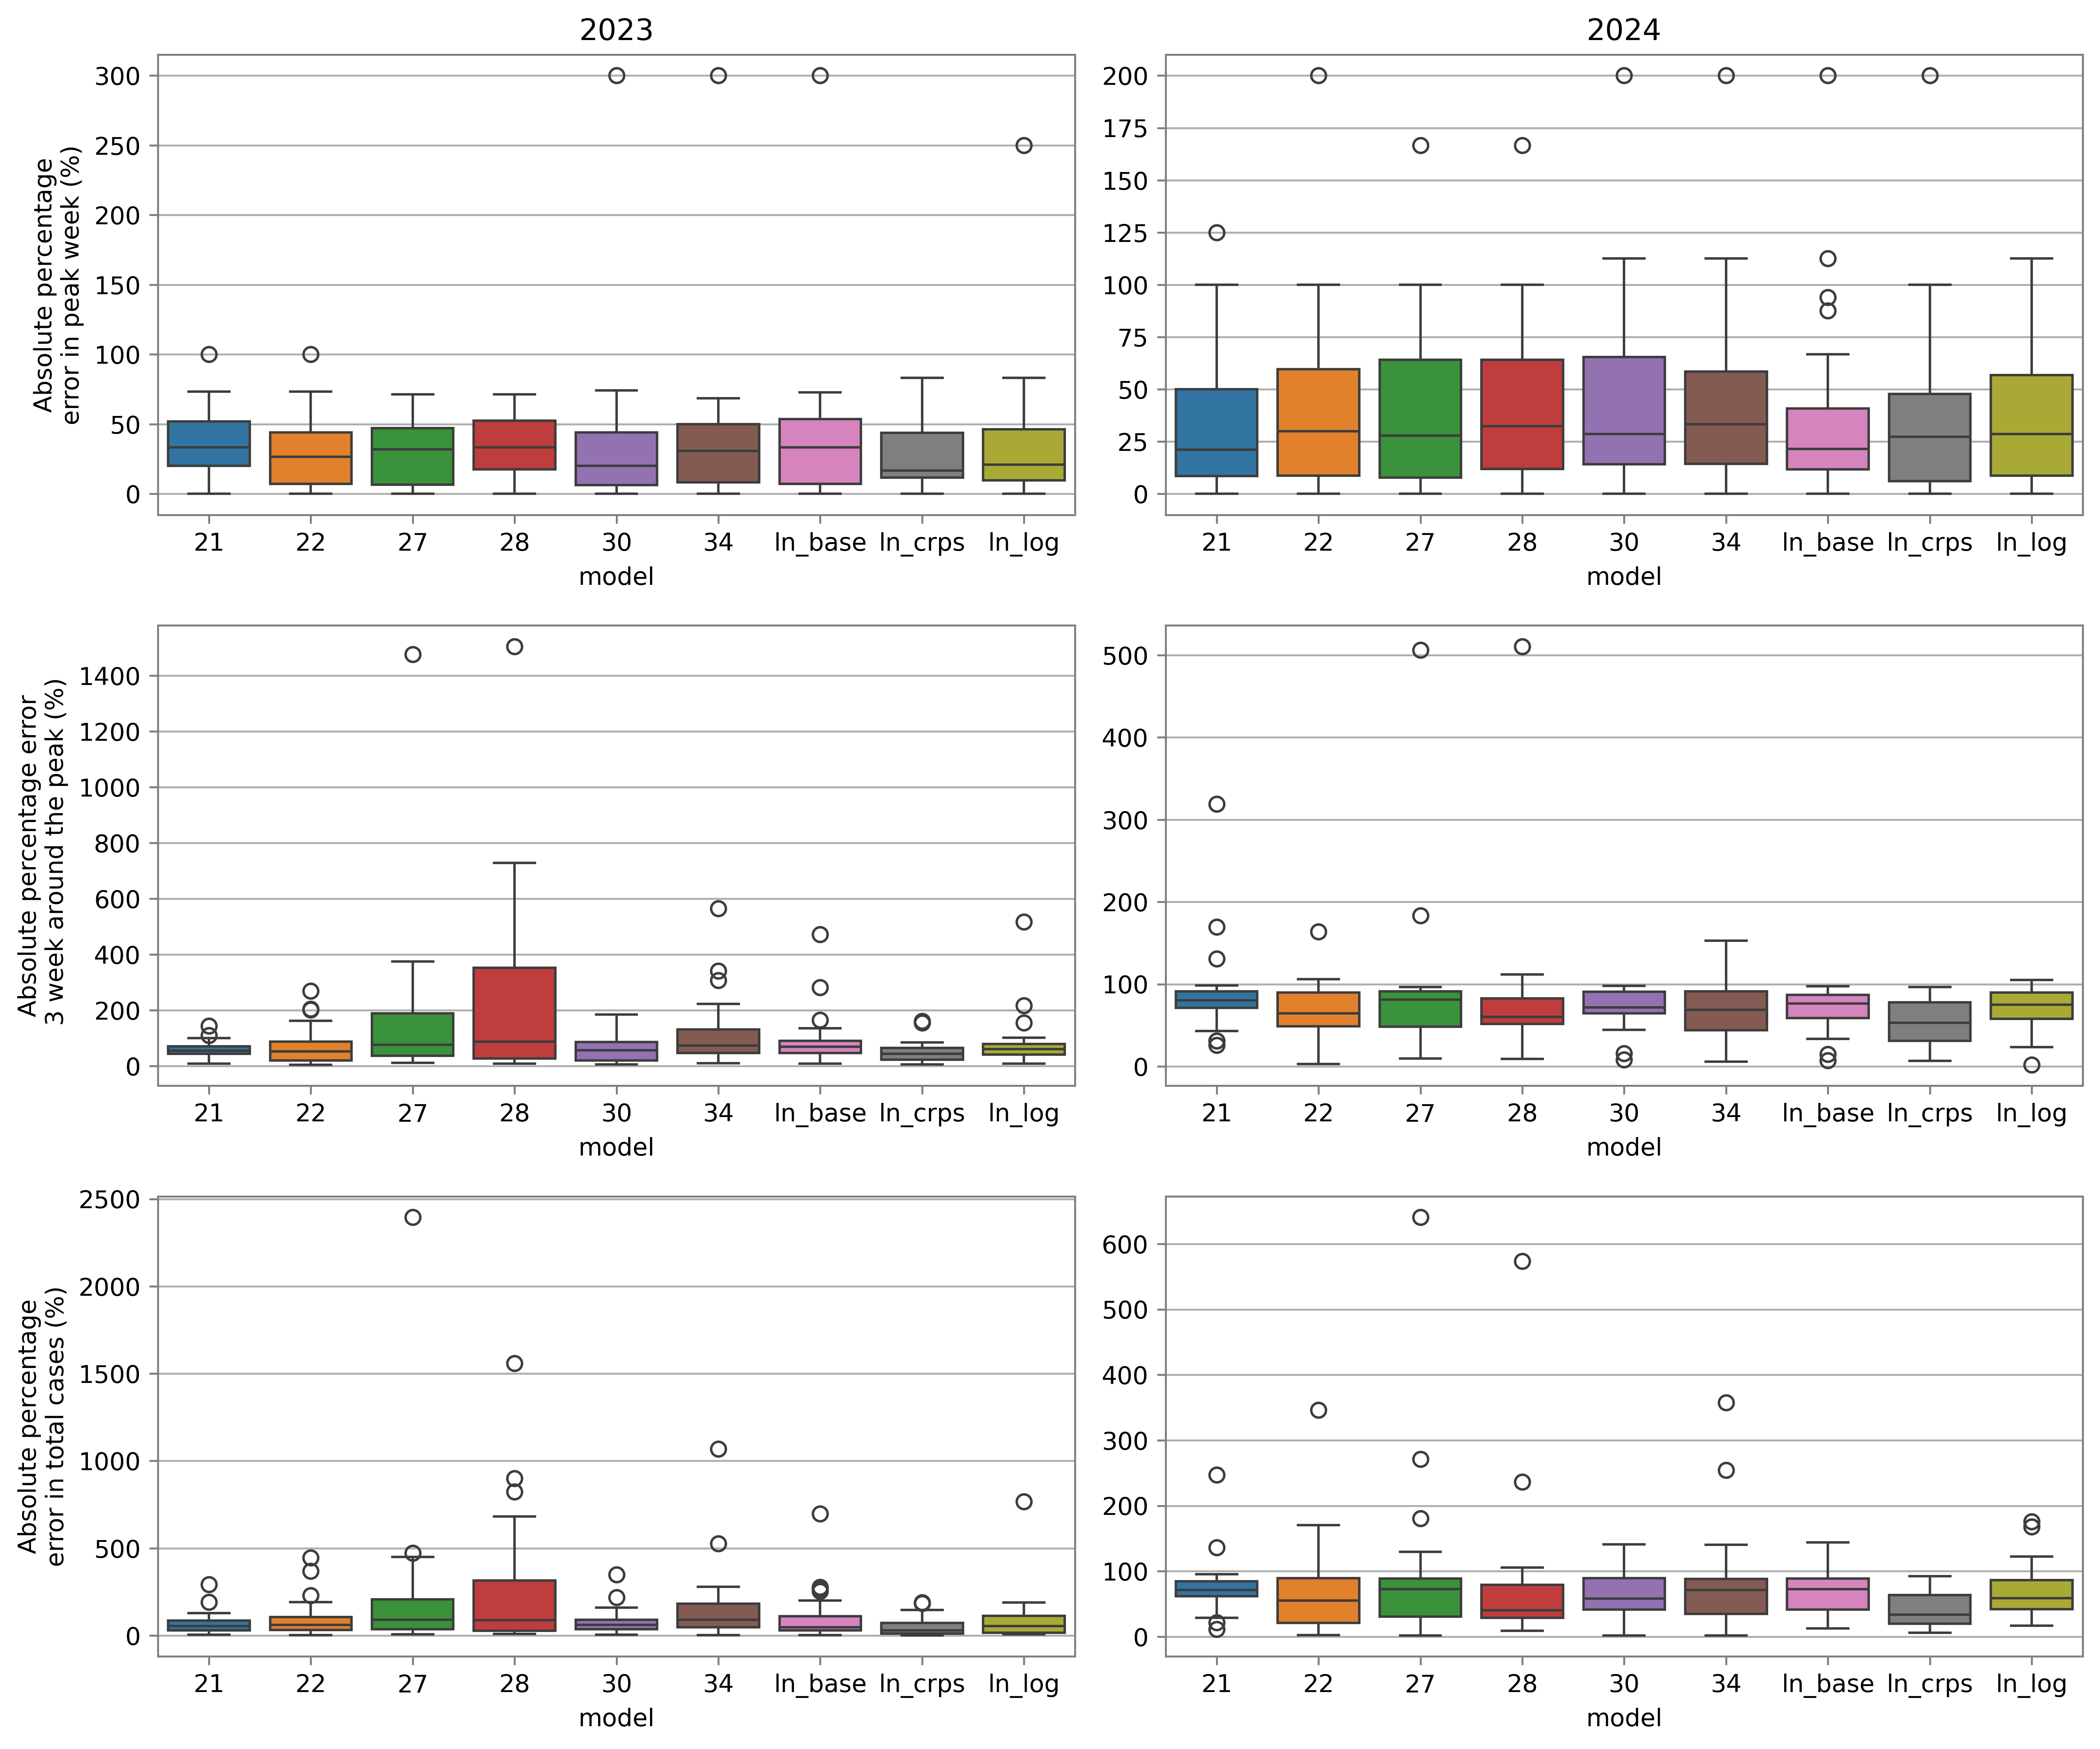 2023
Absolute percentage
error in peak week (%)
300
250
200
150
100
50
0
21 22 27 28 30 34 ln_base ln_crps ln_log
model
2024
200
175
150
125
100
75
50
25
0
21 22 27 28 30 34 ln_base ln_crps ln_log
model
Absolute percentage error
3 week around the peak (%)
1400
1200
1000
800
600
400
200
0
21 22 27 28 30 34 ln_base ln_crps ln_log
model
500
400
300
200
100
0
21 22 27 28 30 34 ln_base ln_crps ln_log
model
Absolute percentage
error in total cases (%)
2500
2000
1500
1000
500
0
21 22 27 28 30 34 ln_base ln_crps ln_log
model
600
500
400
300
200
100
0
21 22 27 28 30 34 ln_base ln_crps ln_log
model